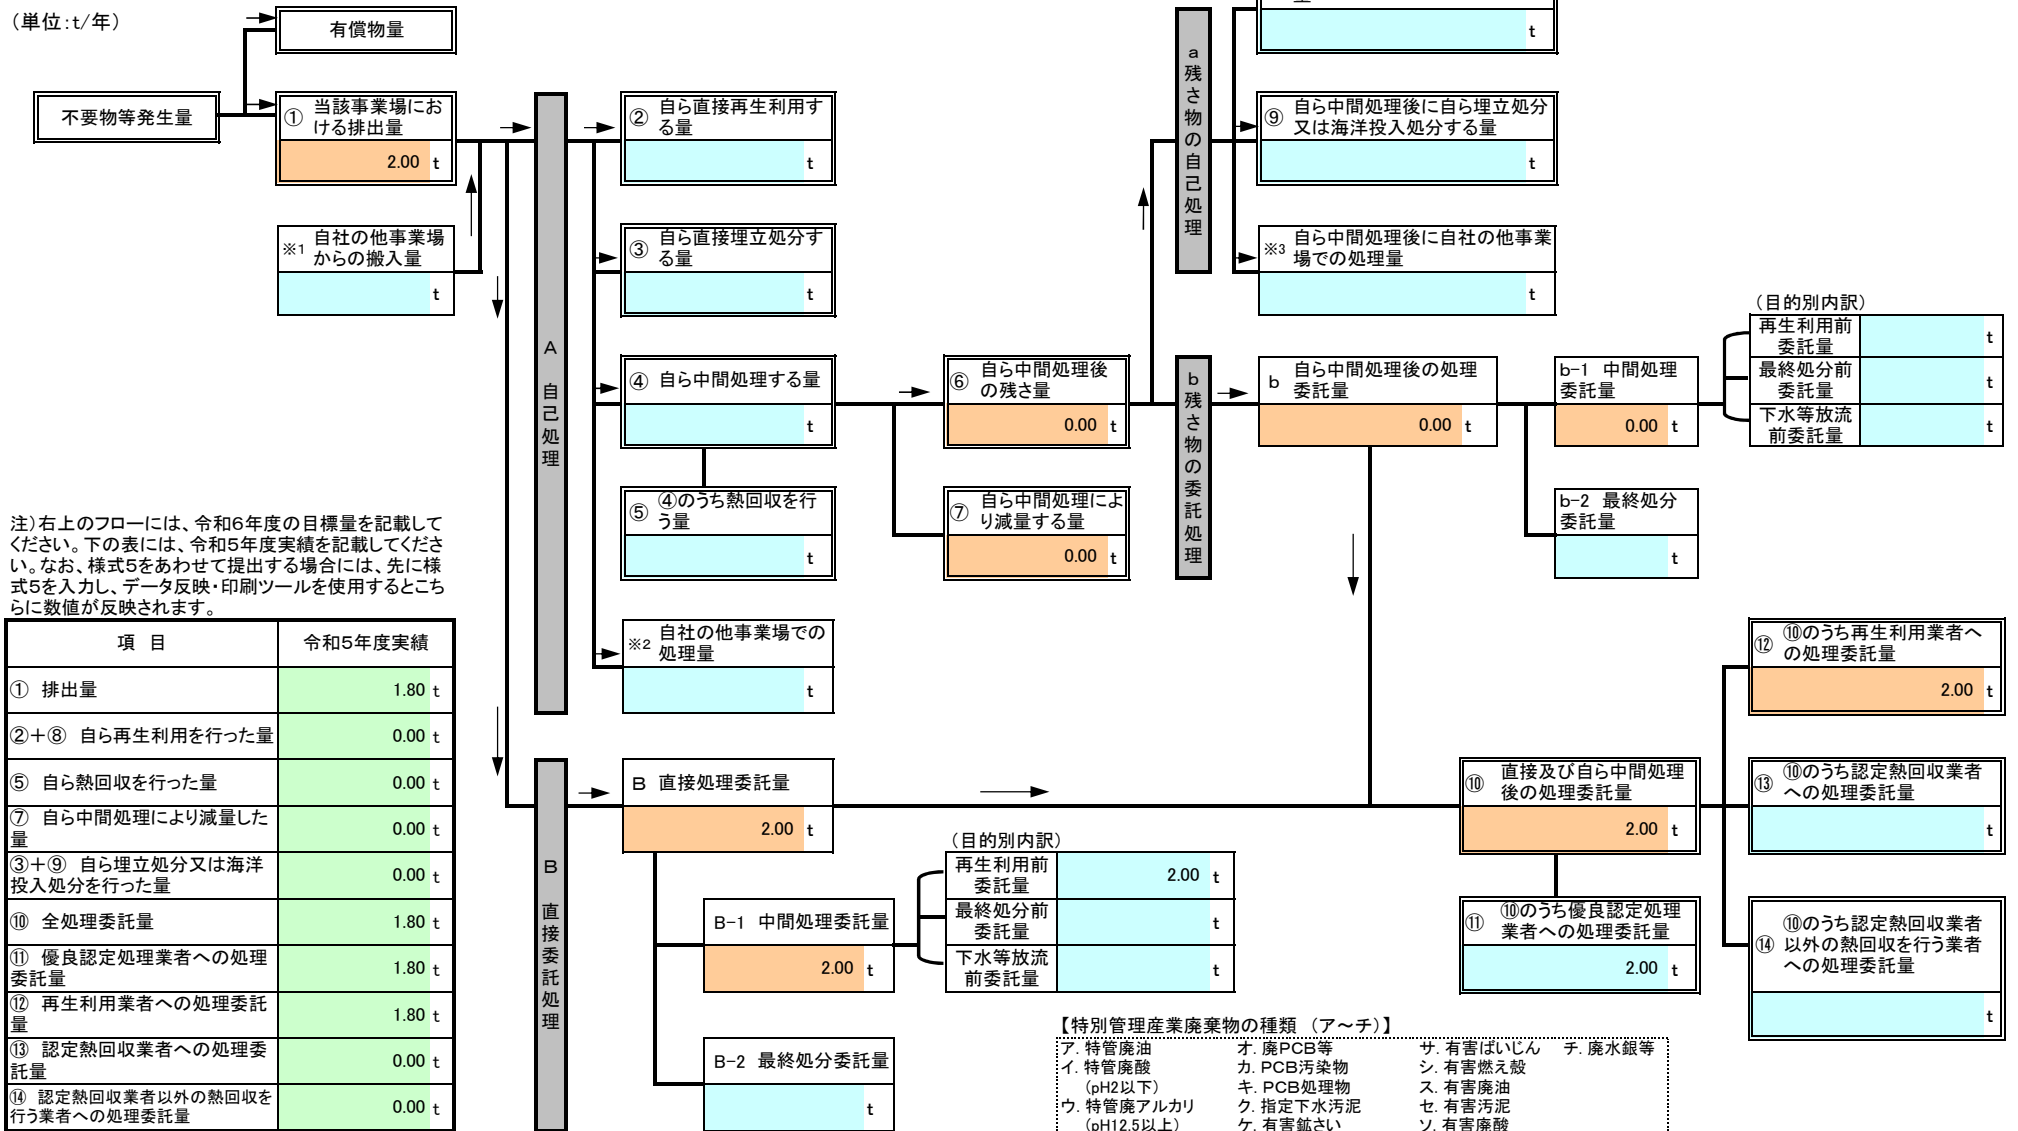 （単位：t/年）
有償物量
不要物等発生量
① 当該事業場にお
ける排出量
2.00 t
※1 自社の他事業場
からの搬入量
t
A 自己処理
② 自ら直接再生利用す
る量
t
③ 自ら直接埋立処分す
る量
t
④ 自ら中間処理する量
t
⑤ ④のうち熱回収を行
う量
t
※2 自社の他事業場での
処理量
t
⑥ 自ら中間処理後
の残さ量
0.00 t
⑦ 自ら中間処理によ
り減量する量
0.00 t
a 残さ物の自己処理
t
⑨ 自ら中間処理後に自ら埋立処分
又は海洋投入処分する量
t
※3 自ら中間処理後に自社の他事業
場での処理量
t
b 残さ物の委託処理
b 自ら中間処理後の処理
委託量
0.00 t
b-1 中間処理
委託量
0.00 t
b-2 最終処分
委託量
t
（目的別内訳）
再生利用前
委託量
t
最終処分前
委託量
t
下水等放流
前委託量
t
注）右上のフローには、令和６年度の目標量を記載して
ください。下の表には、令和５年度実績を記載してくださ
い。なお、様式５をあわせて提出する場合には、先に様
式５を入力し、データ反映・印刷ツールを使用するとこち
らに数値が反映されます。
項 目 令和５年度実績
① 排出量 1.80 t
②＋⑧ 自ら再生利用を行った量 0.00 t
⑤ 自ら熱回収を行った量 0.00 t
⑦ 自ら中間処理により減量した
量 0.00 t
③＋⑨ 自ら埋立処分又は海洋
投入処分を行った量 0.00 t
⑩ 全処理委託量 1.80 t
⑪ 優良認定処理業者への処理
委託量 1.80 t
⑫ 再生利用業者への処理委託
量 1.80 t
⑬ 認定熱回収業者への処理委
託量 0.00 t
⑭ 認定熱回収業者以外の熱回収を
行う業者への処理委託量 0.00 t
B 直接委託処理
B 直接処理委託量
2.00 t
B-1 中間処理委託量
2.00 t
B-2 最終処分委託量
t
（目的別内訳）
再生利用前
委託量
2.00 t
最終処分前
委託量
t
下水等放流
前委託量
t
⑩ 直接及び自ら中間処理
後の処理委託量
2.00 t
⑪ ⑩のうち優良認定処理
業者への処理委託量
2.00 t
⑫ ⑩のうち再生利用業者へ
の処理委託量
2.00 t
⑬ ⑩のうち認定熱回収業者
への処理委託量
t
⑭ ⑩のうち認定熱回収業者
以外の熱回収を行う業者
への処理委託量
t
【特別管理産業廃棄物の種類 （ア～チ）】
ア. 特管廃油 オ. 廃PCB等 サ. 有害ばいじん チ. 廃水銀等
イ. 特管廃酸 カ. PCB汚染物 シ. 有害燃え殻
（pH2以下） キ. PCB処理物 ス. 有害廃油
ウ. 特管廃アルカリ ク. 指定下水汚泥 セ. 有害汚泥
（pH12.5以上） ケ. 有害鉱さい ソ. 有害廃酸